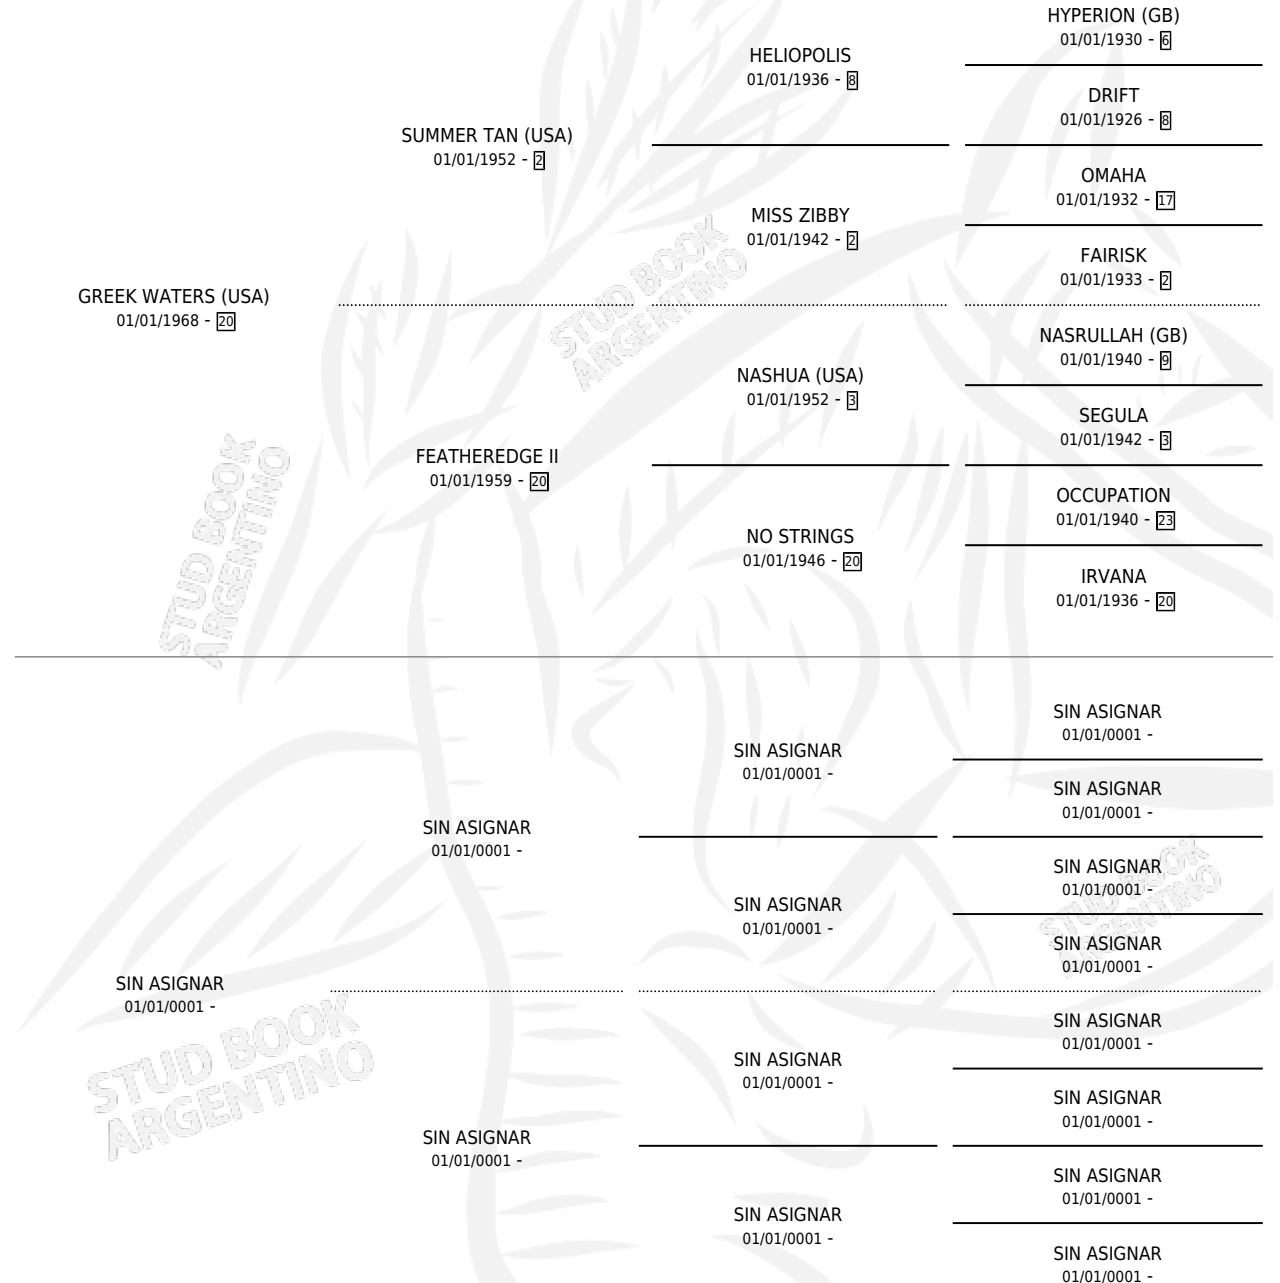 HYPERION (GB)
01/01/1930 - 6
HELIOPOLIS
01/01/1936 - 8
DRIFT
01/01/1926 - 8
SUMMER TAN (USA)
01/01/1952 - 2
OMAHA
01/01/1932 - 17
MISS ZIBBY
01/01/1942 - 2
FAIRISK
01/01/1933 - 2
GREEK WATERS (USA)
01/01/1968 - 20
NASRULLAH (GB)
01/01/1940 - 9
NASHUA (USA)
01/01/1952 - 3
SEGULA
01/01/1942 - 3
FEATHEREDGE II
01/01/1959 - 20
OCCUPATION
01/01/1940 - 23
NO STRINGS
01/01/1946 - 20
IRVANA
01/01/1936 - 20
STUD BOOK
ARGENTINO
STUD BOOK
ARGENTINO
SIN ASIGNAR
01/01/0001 -
SIN ASIGNAR
01/01/0001 -
SIN ASIGNAR
01/01/0001 -
SIN ASIGNAR
01/01/0001 -
SIN ASIGNAR
01/01/0001 -
SIN ASIGNAR
01/01/0001 -
SIN ASIGNAR
01/01/0001 -
SIN ASIGNAR
01/01/0001 -
SIN ASIGNAR
01/01/0001 -
SIN ASIGNAR
01/01/0001 -
SIN ASIGNAR
01/01/0001 -
SIN ASIGNAR
01/01/0001 -
SIN ASIGNAR
01/01/0001 -
SIN ASIGNAR
01/01/0001 -
SIN ASIGNAR
01/01/0001 -
STUD BOOK
ARGENTINO
STUD BOOK
ARGENTINO